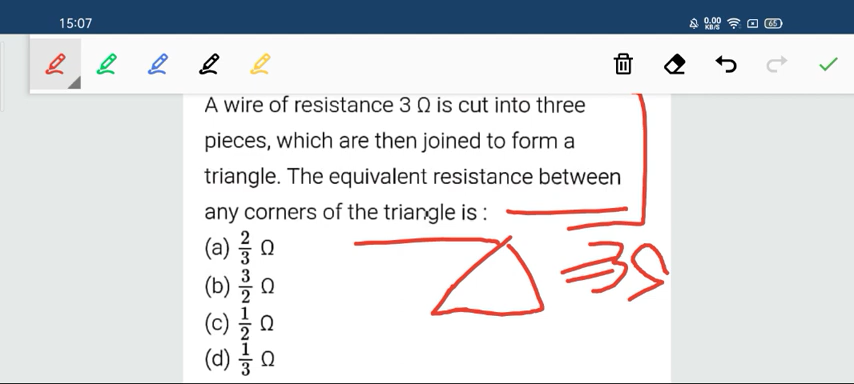 15:07
0.00
KB/S
65
A wire of resistance 3 Ω is cut into three
pieces, which are then joined to form a
triangle. The equivalent resistance between
any corners of the triangle is :
(a) 2/3 Ω
(b) 3/2 Ω
(c) 1/2 Ω
(d) 1/3 Ω
=3Ω